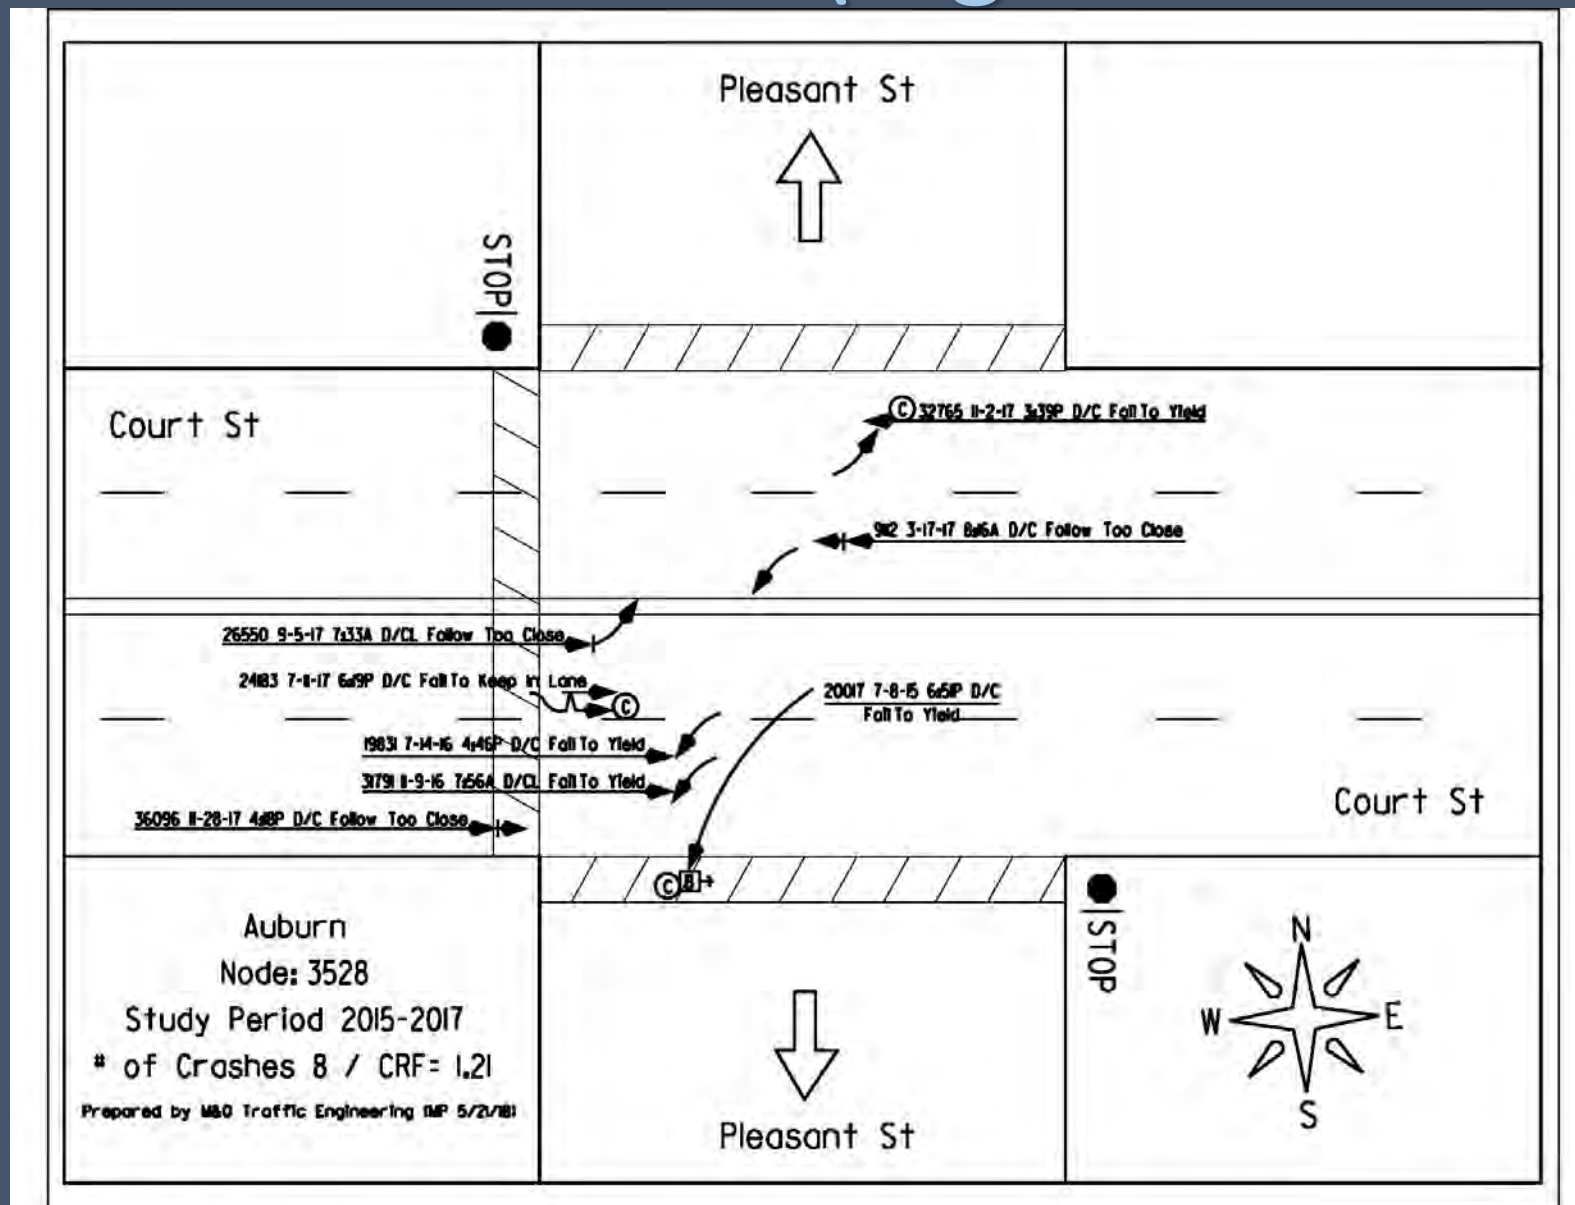 Pleasant St
STOP
Court St
C 32765 11-2-17 3:39P D/C Fail To Yield
3-17-17 D/C Follow Too Close
26550 9-5-17 7:33A D/CL Follow Too Close
24183 7-11-17 6:19P D/C Fail To Keep in Lane
C
20017 7-8-15 6:51P D/C
Fail To Yield
19831 7-14-16 4:46P D/C Fail To Yield
31791 11-9-16 7:56A D/CL Fail To Yield
36096 11-28-17 4:18P D/C Follow Too Close
Court St
C B
STOP
Auburn
Node: 3528
Study Period 2015-2017
# of Crashes 8 / CRF= 1.21
Prepared by M&O Traffic Engineering (MP 5/21/18)
Pleasant St
N
W E
S